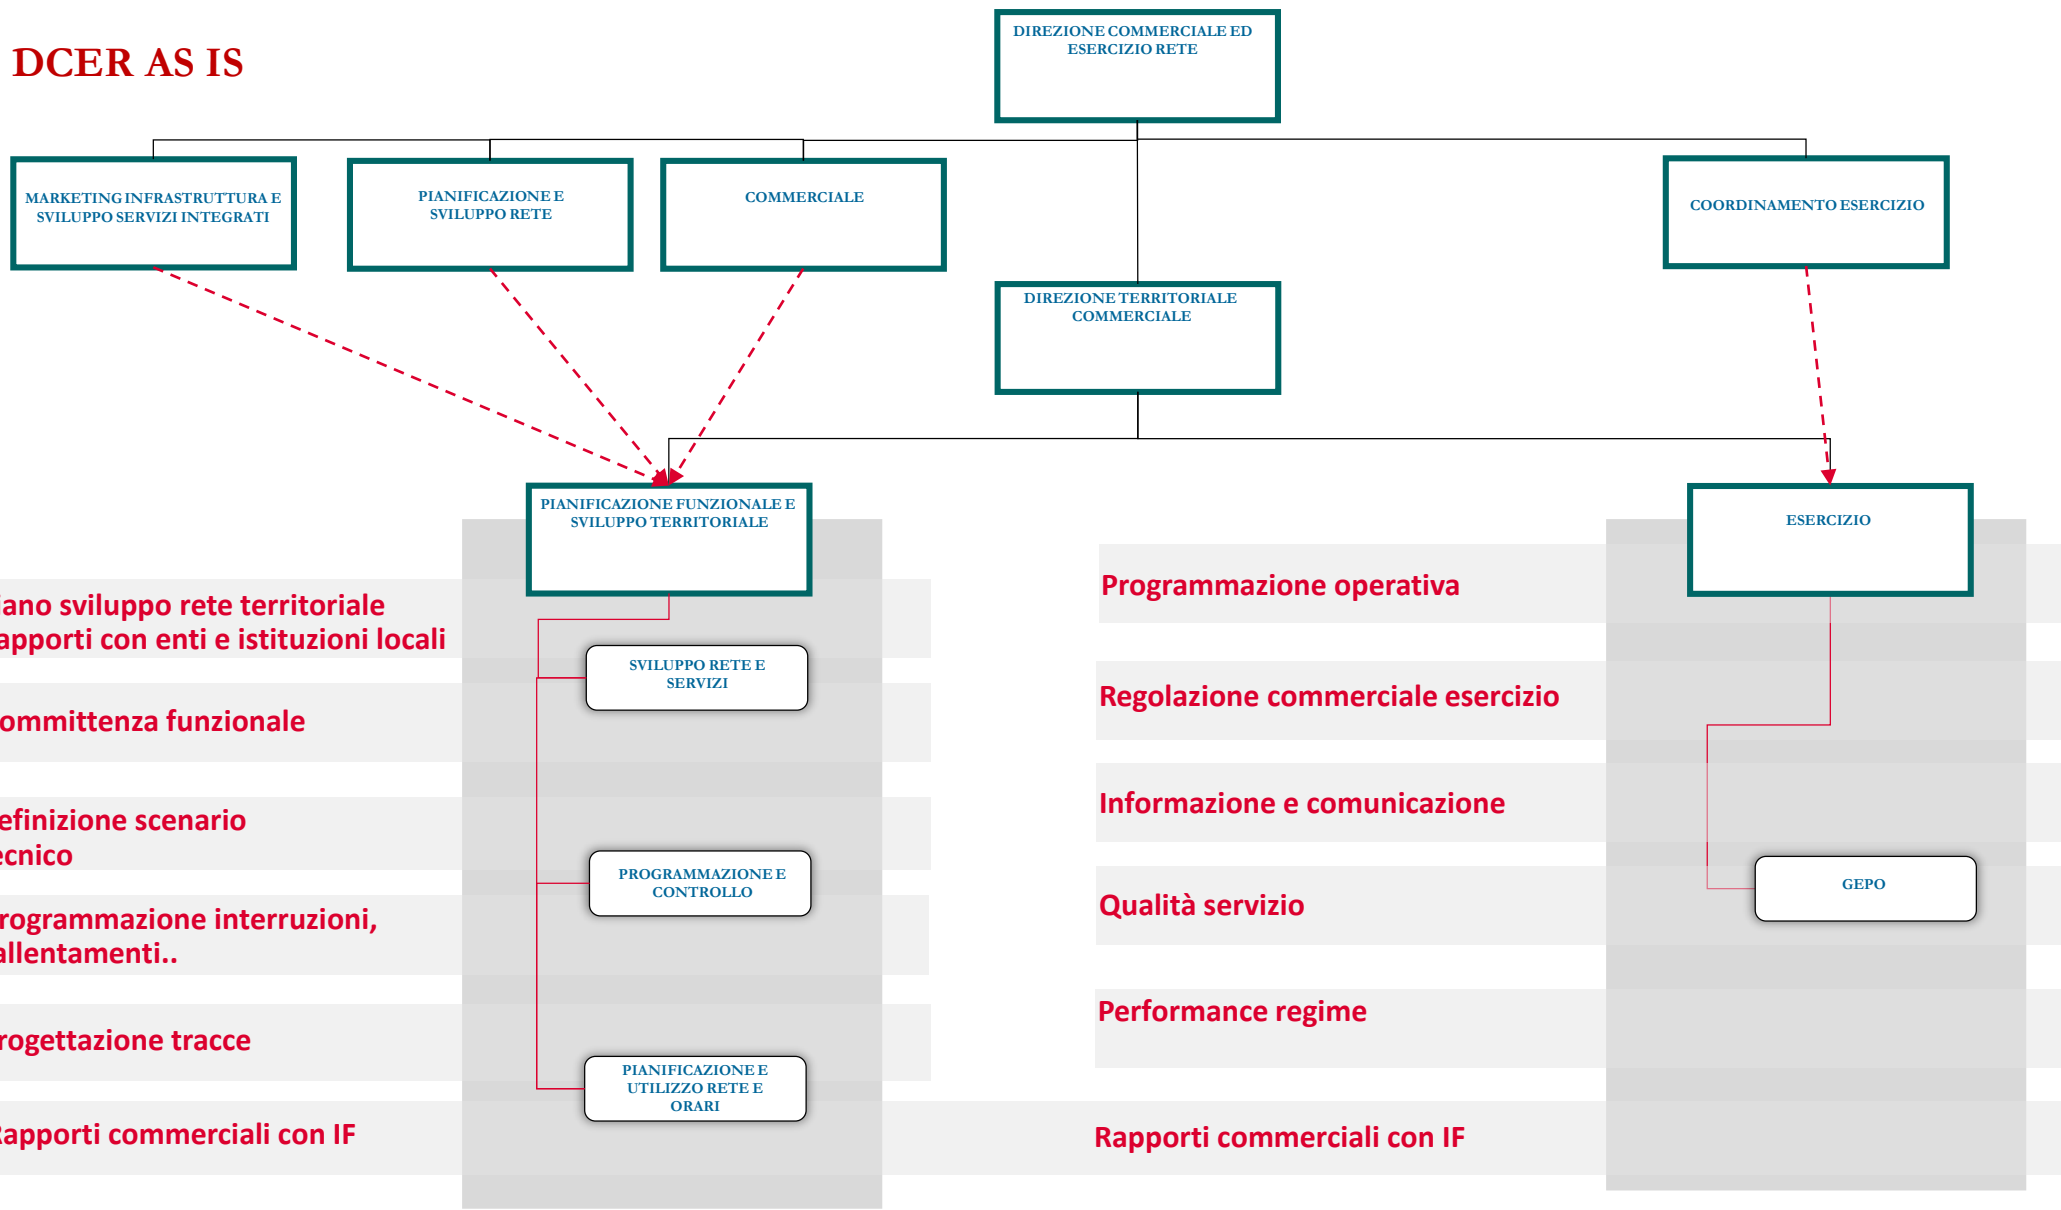 DCER AS IS
DIREZIONE COMMERCIALE ED
ESERCIZIO RETE
MARKETING INFRASTRUTTURA E
SVILUPPO SERVIZI INTEGRATI
PIANIFICAZIONE E
SVILUPPO RETE
COMMERCIALE
COORDINAMENTO ESERCIZIO
DIREZIONE TERRITORIALE
COMMERCIALE
PIANIFICAZIONE FUNZIONALE E
SVILUPPO TERRITORIALE
ESERCIZIO
iano sviluppo rete territoriale
apporti con enti e istituzioni locali
SVILUPPO RETE E
SERVIZI
ommittenza funzionale
efinizione scenario
ecnico
PROGRAMMAZIONE E
CONTROLLO
rogrammazione interruzioni,
allentamenti..
rogettazione tracce
PIANIFICAZIONE E
UTILIZZO RETE E
ORARI
Rapporti commerciali con IF
Programmazione operativa
Regolazione commerciale esercizio
Informazione e comunicazione
GEPO
Qualità servizio
Performance regime
Rapporti commerciali con IF